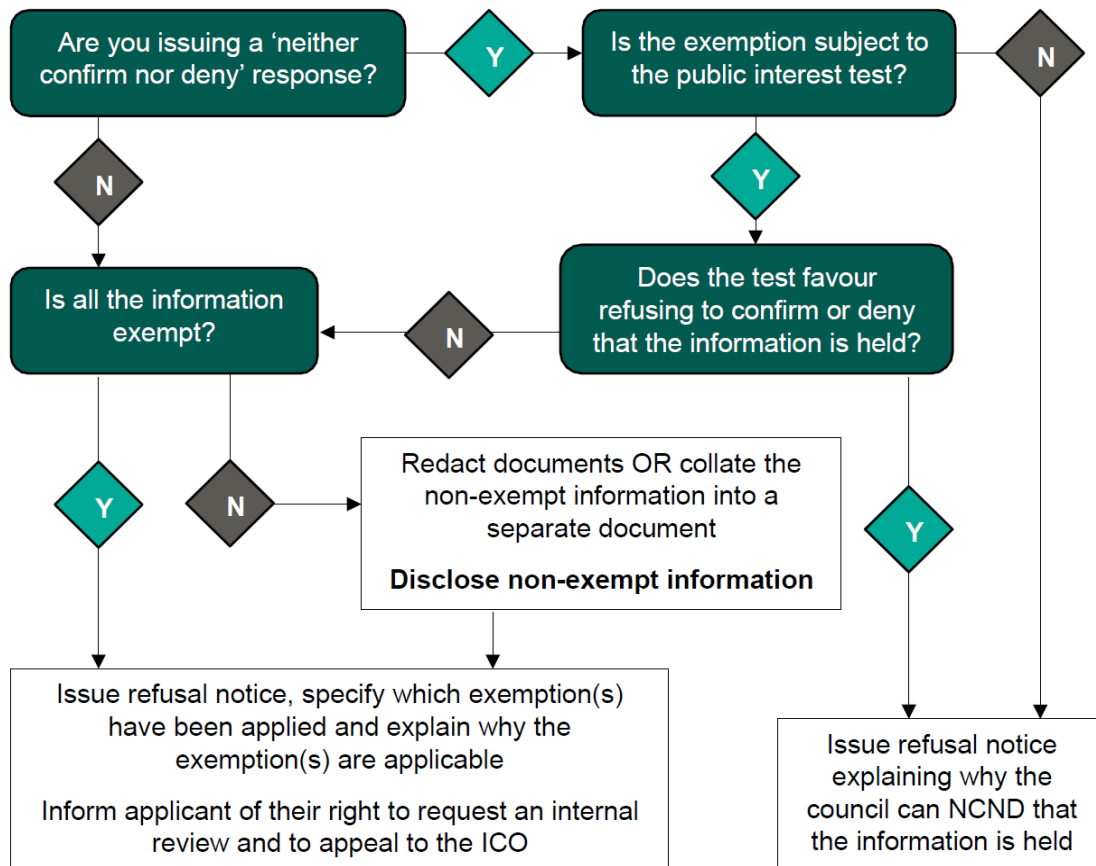 Are you issuing a ‘neither
confirm nor deny’ response?
Y
Is the exemption subject to
the public interest test?
N
N
Y
Is all the information
exempt?
N
Does the test favour
refusing to confirm or deny
that the information is held?
Y
N
Redact documents OR collate the
non-exempt information into a
separate document
Disclose non-exempt information
Y
Issue refusal notice, specify which exemption(s)
have been applied and explain why the
exemption(s) are applicable
Inform applicant of their right to request an internal
review and to appeal to the ICO
Issue refusal notice
explaining why the
council can NCND that
the information is held